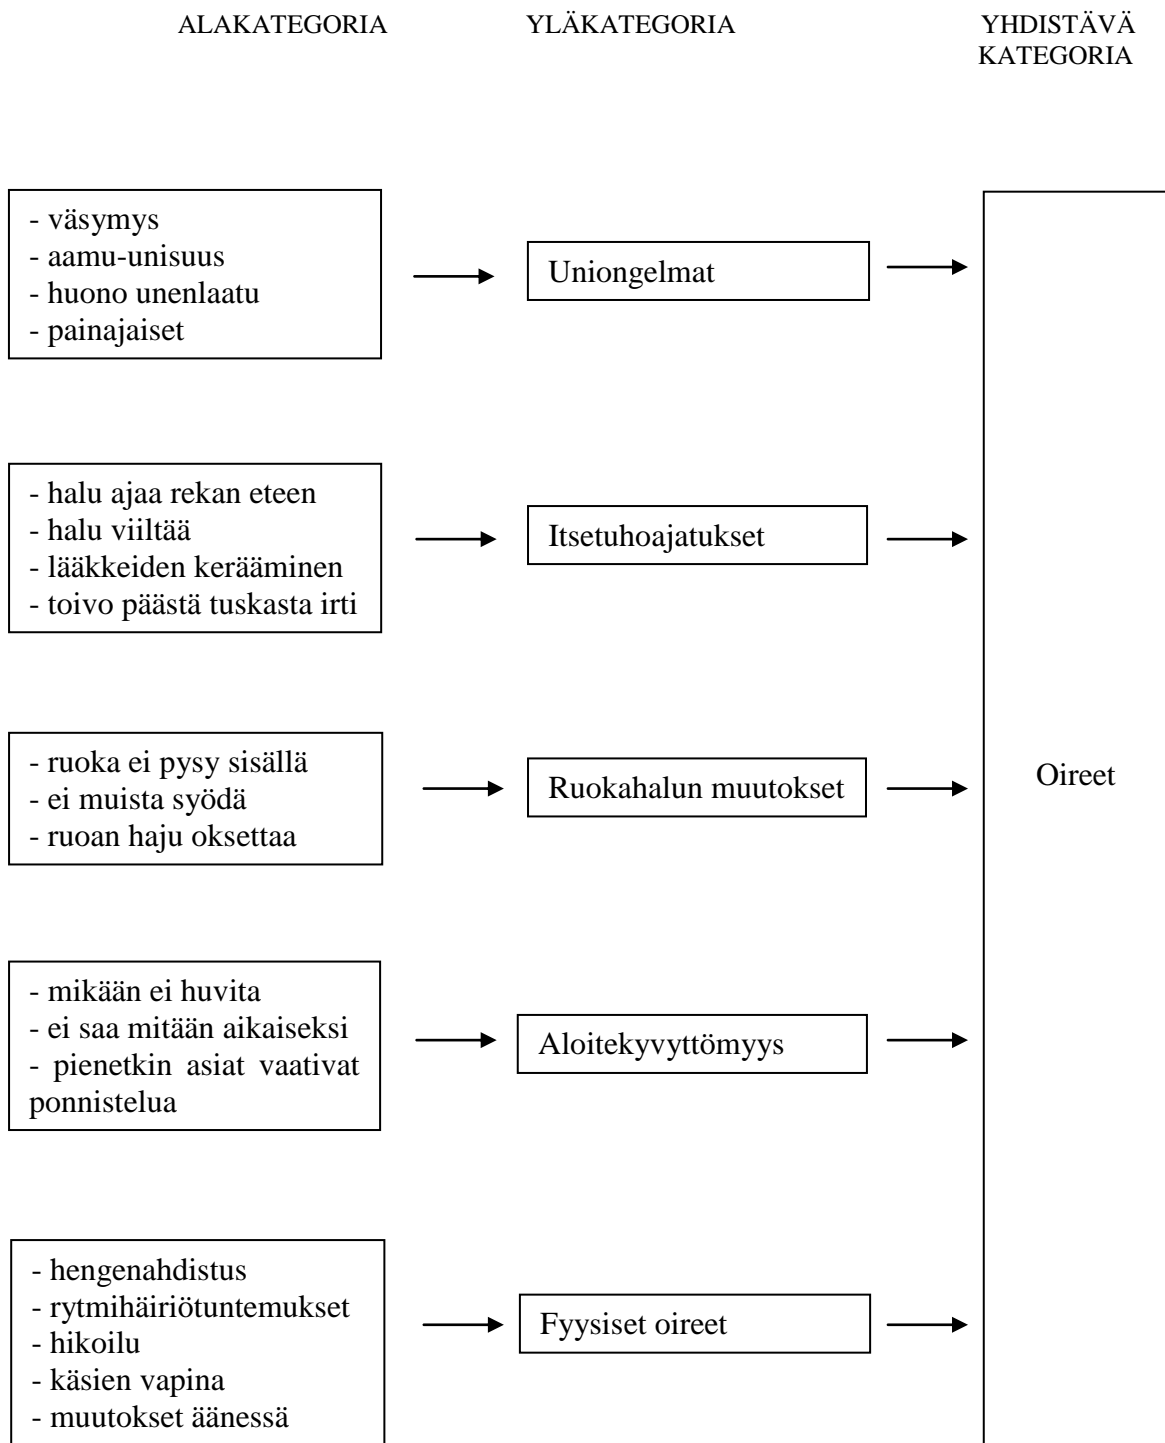 ALAKATEGORIA YLÄKATEGORIA YHDISTÄVÄ
KATEGORIA
- väsymys
- aamu-unisuus
- huono unenlaatu
- painajaiset
Uniongelmat
- halu ajaa rekan eteen
- halu viiltää
- lääkkeiden kerääminen
- toivo päästä tuskasta irti
Itsetuhoajatukset
- ruoka ei pysy sisällä
- ei muista syödä
- ruoan haju oksettaa
Ruokahalun muutokset
Oireet
- mikään ei huvita
- ei saa mitään aikaiseksi
- pienetkin asiat vaativat
ponnistelua
Aloitekyvyttömyys
- hengenahdistus
- rytmihäiriötuntemukset
- hikoilu
- käsien vapina
- muutokset äänessä
Fyysiset oireet